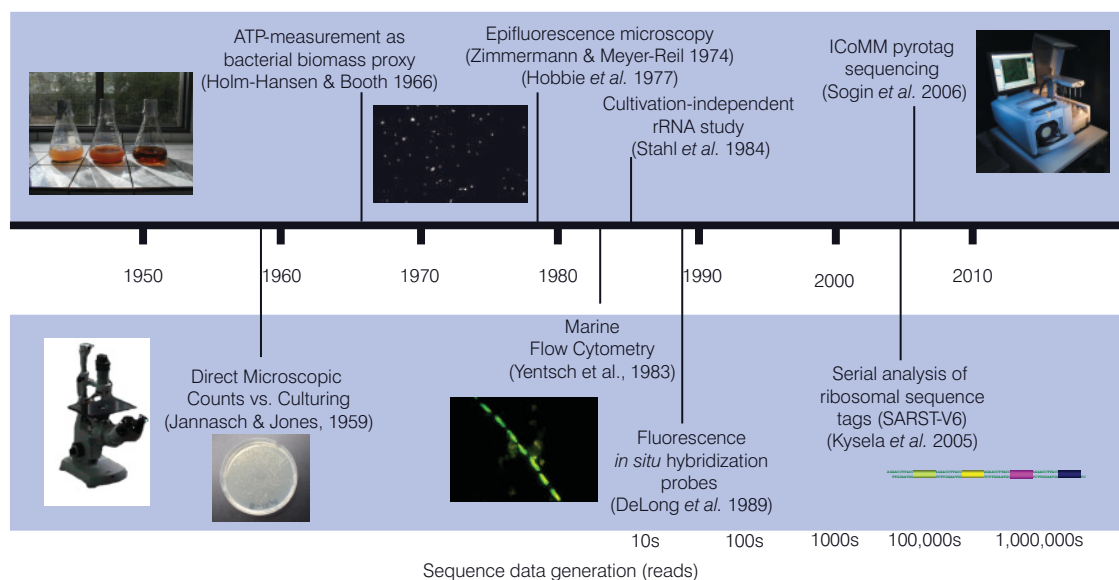 ATP-measurement as
bacterial biomass proxy
(Holm-Hansen & Booth 1966)
Epifluorescence microscopy
(Zimmermann & Meyer-Reil 1974)
(Hobbie et al. 1977)
Cultivation-independent
rRNA study
(Stahl et al. 1984)
ICoMM pyrotag
sequencing
(Sogin et al. 2006)
1950 1960 1970 1980 1990 2000 2010
Direct Microscopic
Counts vs. Culturing
(Jannasch & Jones, 1959)
Marine
Flow Cytometry
(Yentsch et al., 1983)
Fluorescence
in situ hybridization
probes
(DeLong et al. 1989)
Serial analysis of
ribosomal sequence
tags (SARST-V6)
(Kysela et al. 2005)
10s 100s 1000s 100,000s 1,000,000s
Sequence data generation (reads)